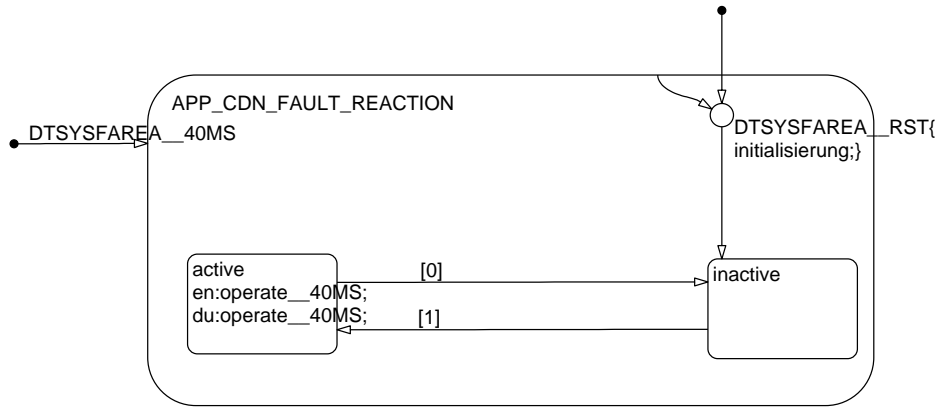 APP_CDN_FAULT_REACTION
DTSYSFAREA__40MS
DTSYSFAREA__RST{
initialisierung;}
active
en:operate__40MS;
du:operate__40MS;
[0]
[1]
inactive